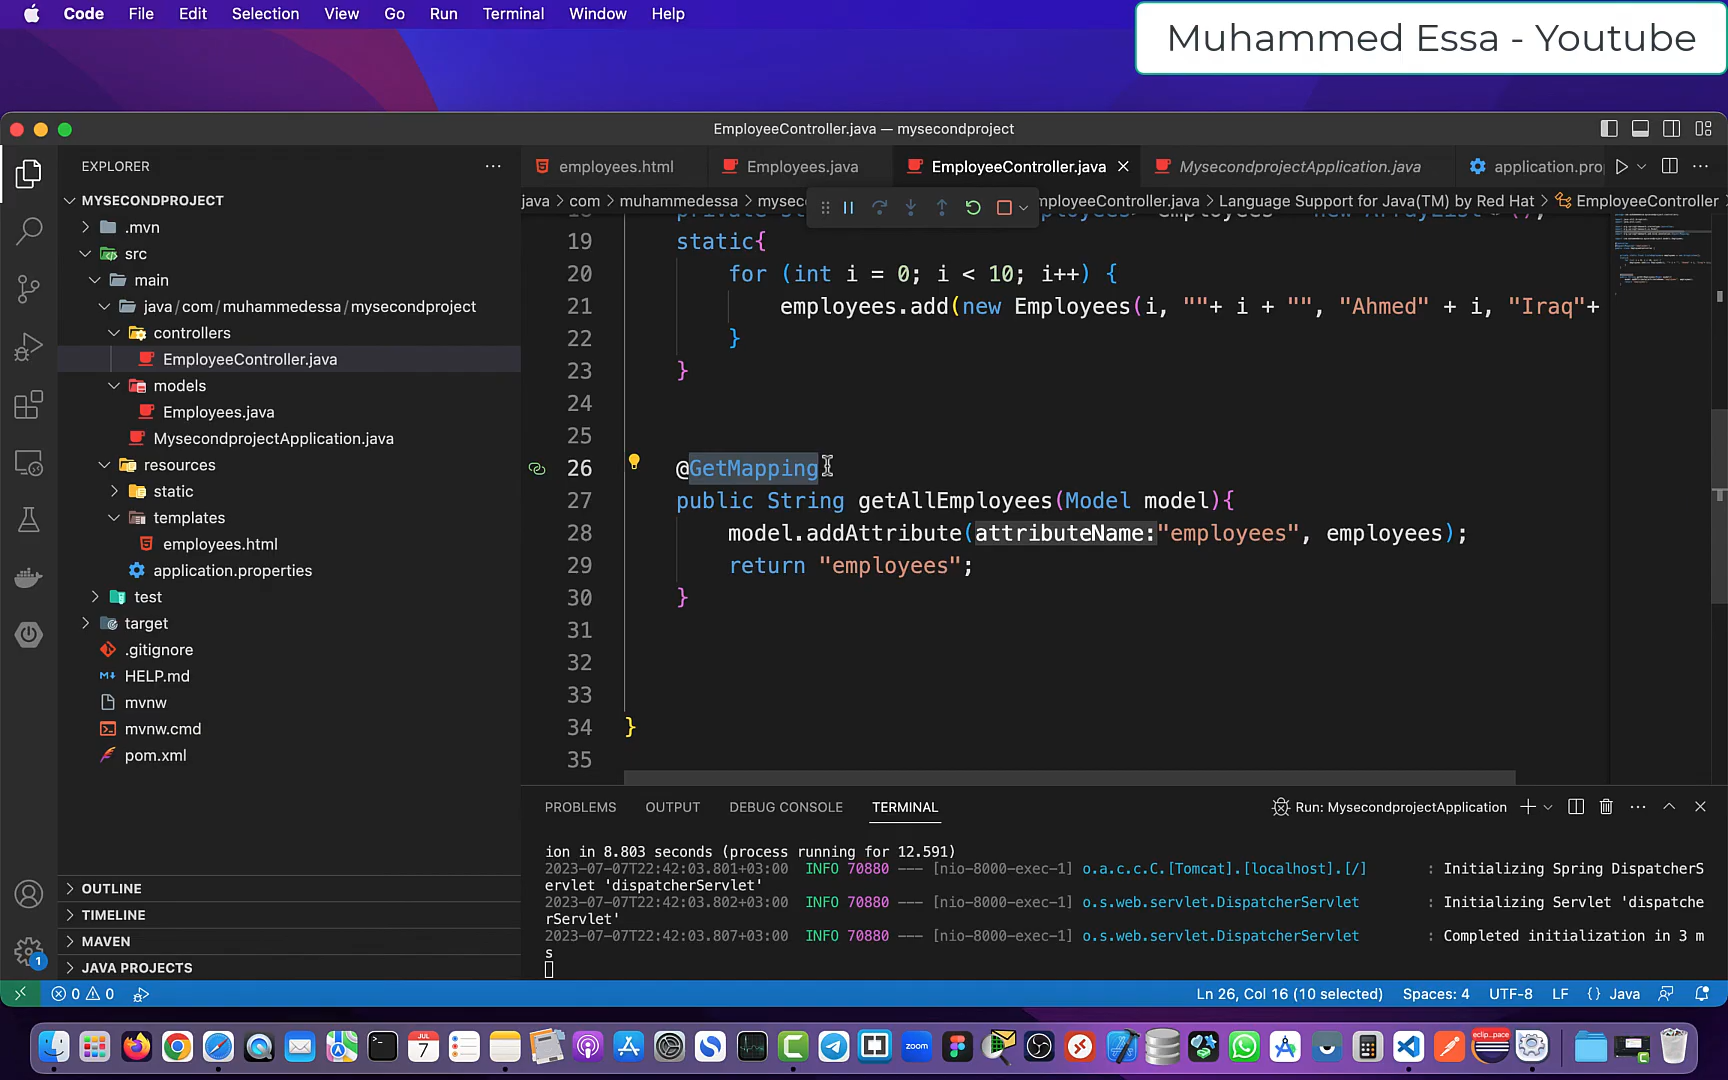 Code File Edit Selection View Go Run Terminal Window Help
Muhammed Essa - Youtube
EmployeeController.java — mysecondproject
EXPLORER
employees.html Employees.java EmployeeController.java MysecondprojectApplication.java application.pro
java > com > muhammedessa > mysec mployeeController.java > Language Support for Java(TM) by Red Hat > EmployeeController
MYSECONDPROJECT
.mvn
src
main
java/com/muhammedessa/mysecondproject
controllers
EmployeeController.java
models
Employees.java
MysecondprojectApplication.java
resources
static
templates
employees.html
application.properties
test
target
.gitignore
HELP.md
mvnw
mvnw.cmd
pom.xml
OUTLINE
TIMELINE
MAVEN
JAVA PROJECTS
1
19 static{
20 for (int i = 0; i < 10; i++) {
21 employees.add(new Employees(i, ""+ i + "", "Ahmed" + i, "Iraq"+
22 }
23 }
24
25
26 @GetMapping
27 public String getAllEmployees(Model model){
28 model.addAttribute(attributeName:"employees", employees);
29 return "employees";
30 }
31
32
33
34 }
35
PROBLEMS OUTPUT DEBUG CONSOLE TERMINAL Run: MysecondprojectApplication
ion in 8.803 seconds (process running for 12.591)
2023-07-07T22:42:03.801+03:00 INFO 70880 --- [nio-8000-exec-1] o.a.c.c.C.[Tomcat].[localhost].[/] : Initializing Spring DispatcherS
ervlet 'dispatcherServlet'
2023-07-07T22:42:03.802+03:00 INFO 70880 --- [nio-8000-exec-1] o.s.web.servlet.DispatcherServlet : Initializing Servlet 'dispatche
rServlet'
2023-07-07T22:42:03.807+03:00 INFO 70880 --- [nio-8000-exec-1] o.s.web.servlet.DispatcherServlet : Completed initialization in 3 m
s
0 0 Ln 26, Col 16 (10 selected) Spaces: 4 UTF-8 LF {} Java
JUL
7
zoom